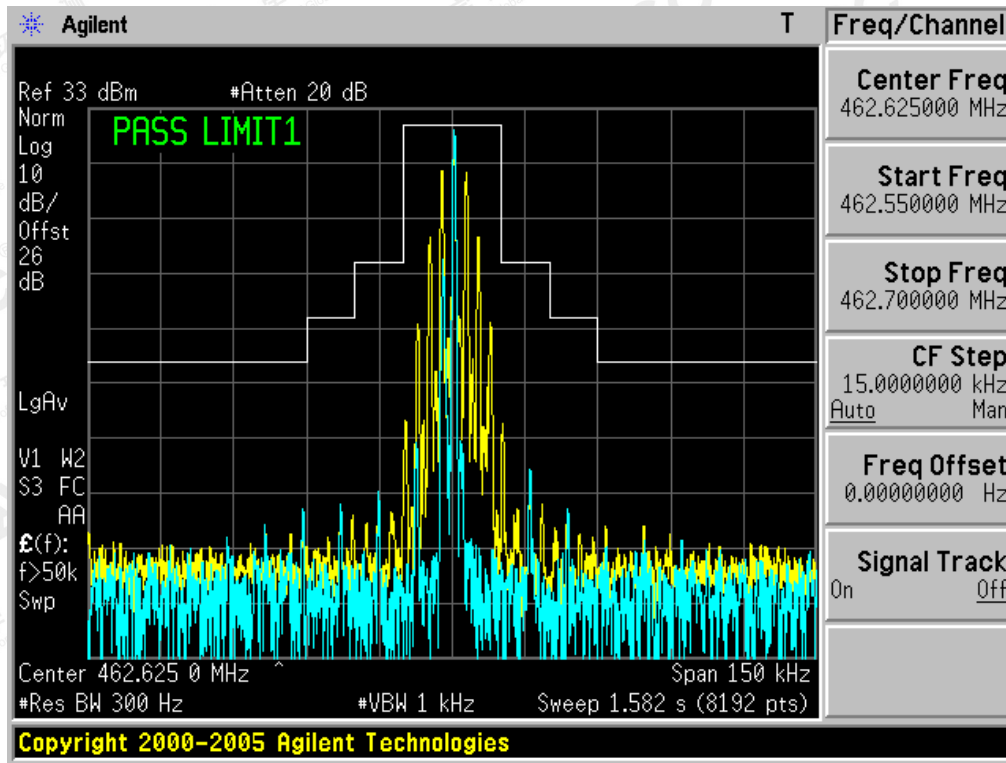 Agilent T
Ref 33 dBm #Atten 20 dB
Norm
Log
10
dB/
Offst
26
dB
PASS LIMIT1
LgAv
V1 W2
S3 FC
AA
£(f):
f>50k
Swp
Center 462.625 0 MHz ^ Span 150 kHz
#Res BW 300 Hz #VBW 1 kHz Sweep 1.582 s (8192 pts)
Copyright 2000-2005 Agilent Technologies
Freq/Channel
Center Freq
462.625000 MHz
Start Freq
462.550000 MHz
Stop Freq
462.700000 MHz
CF Step
15.0000000 kHz
Auto Man
Freq Offset
0.00000000 Hz
Signal Track
On Off